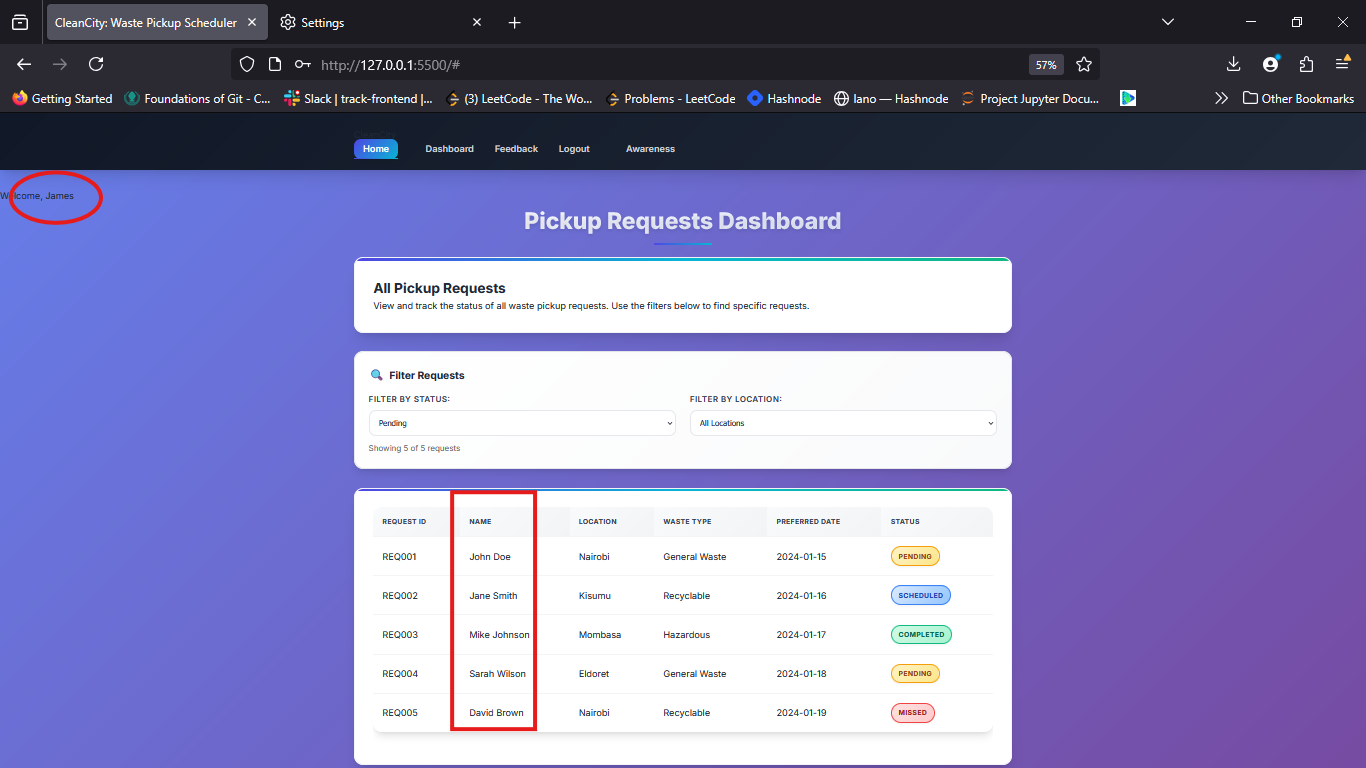 CleanCity: Waste Pickup Scheduler
Settings
http://127.0.0.1:5500/#
57%
Getting Started
Foundations of Git - C...
Slack | track-frontend |...
(3) LeetCode - The Wo...
Problems - LeetCode
Hashnode
Iano — Hashnode
Project Jupyter Docu...
Other Bookmarks
CleanCity
Home
Dashboard
Feedback
Logout
Awareness
Welcome, James
Pickup Requests Dashboard
All Pickup Requests
View and track the status of all waste pickup requests. Use the filters below to find specific requests.
Filter Requests
FILTER BY STATUS: FILTER BY LOCATION:
Pending All Locations
Showing 5 of 5 requests
REQUEST ID NAME LOCATION WASTE TYPE PREFERRED DATE STATUS
REQ001 John Doe Nairobi General Waste 2024-01-15 PENDING
REQ002 Jane Smith Kisumu Recyclable 2024-01-16 SCHEDULED
REQ003 Mike Johnson Mombasa Hazardous 2024-01-17 COMPLETED
REQ004 Sarah Wilson Eldoret General Waste 2024-01-18 PENDING
REQ005 David Brown Nairobi Recyclable 2024-01-19 MISSED